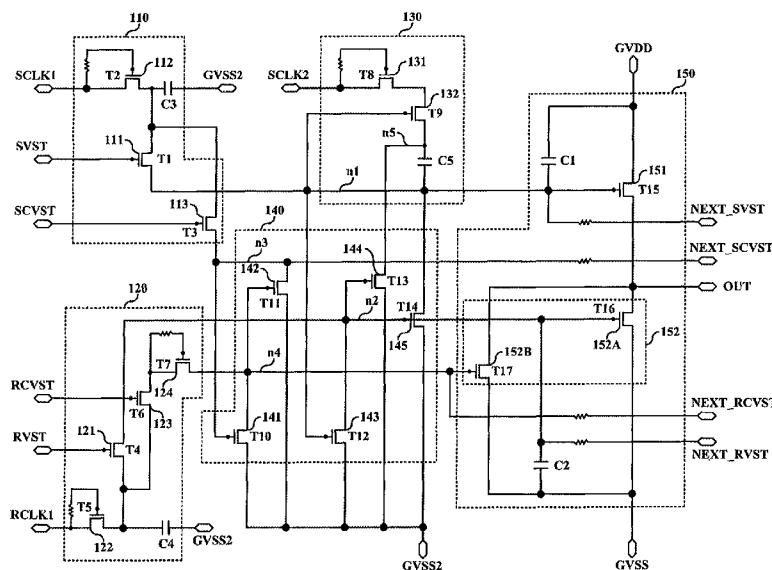 110
130
GVDD
112
131
SCLK1
T2
GVSS2
SCLK2
T8
150
132
C3
T9
111
n5
SVST
T1
C5
C1
151
n1
T15
113
140
NEXT_SVST
SCVST
T3
144
n3
NEXT_SCVST
142
T13
120
T11
n2
T14
T16
OUT
145
152A
152
T7
n4
152B
124
T17
RCVST
T6
141
143
NEXT_RCVST
121
123
RVST
T4
T10
T12
NEXT_RVST
C2
T5
RCLK1
GVSS2
122
C4
GVSS2
GVSS